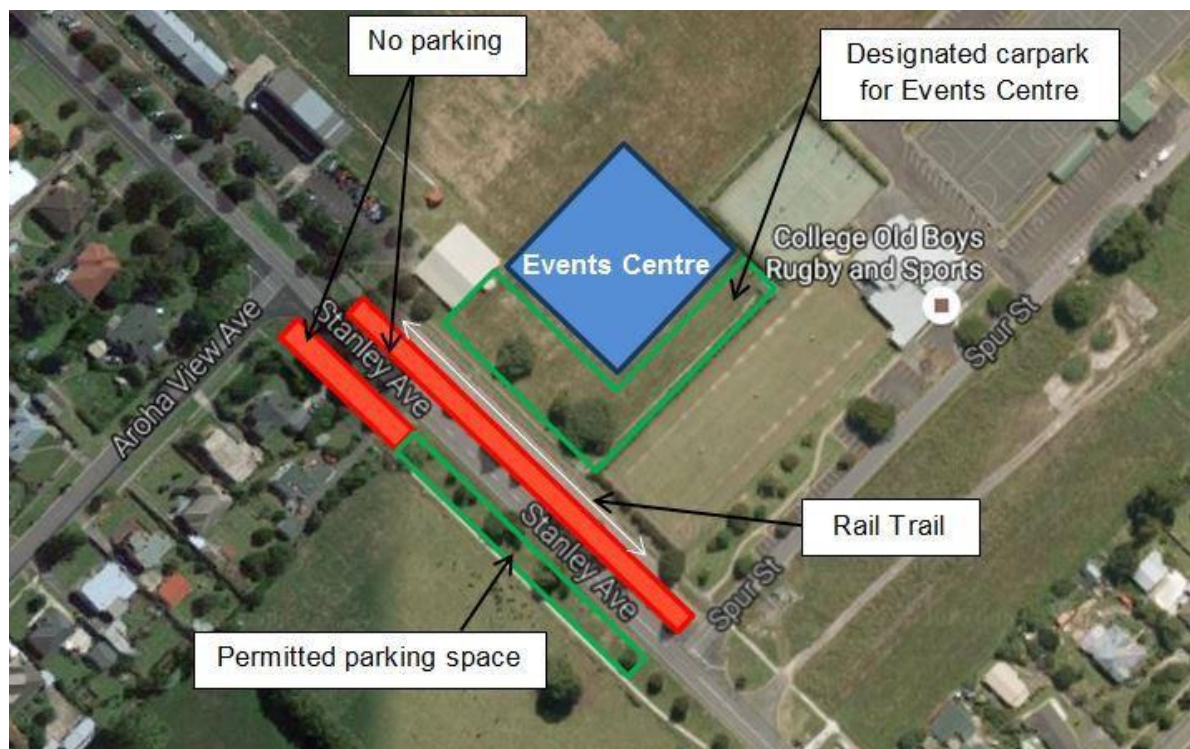 No parking
Designated carpark
for Events Centre
Events Centre
College Old Boys
Rugby and Sports
Spur St
Stanley Ave
Aroha View Ave
Stanley Ave
Rail Trail
Spur St
Permitted parking space